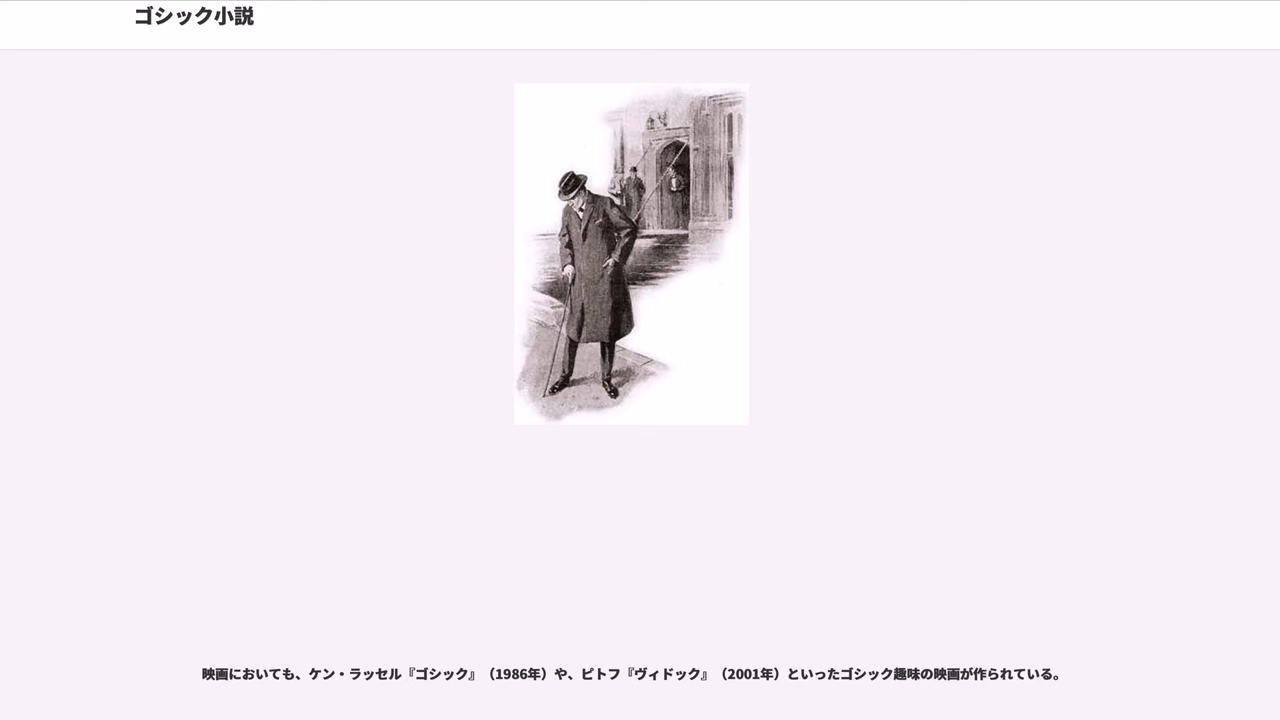 ゴシック小説
映画においても、ケン・ラッセル『ゴシック』（1986年）や、ピトフ『ヴィドック』（2001年）といったゴシック趣味の映画が作られている。